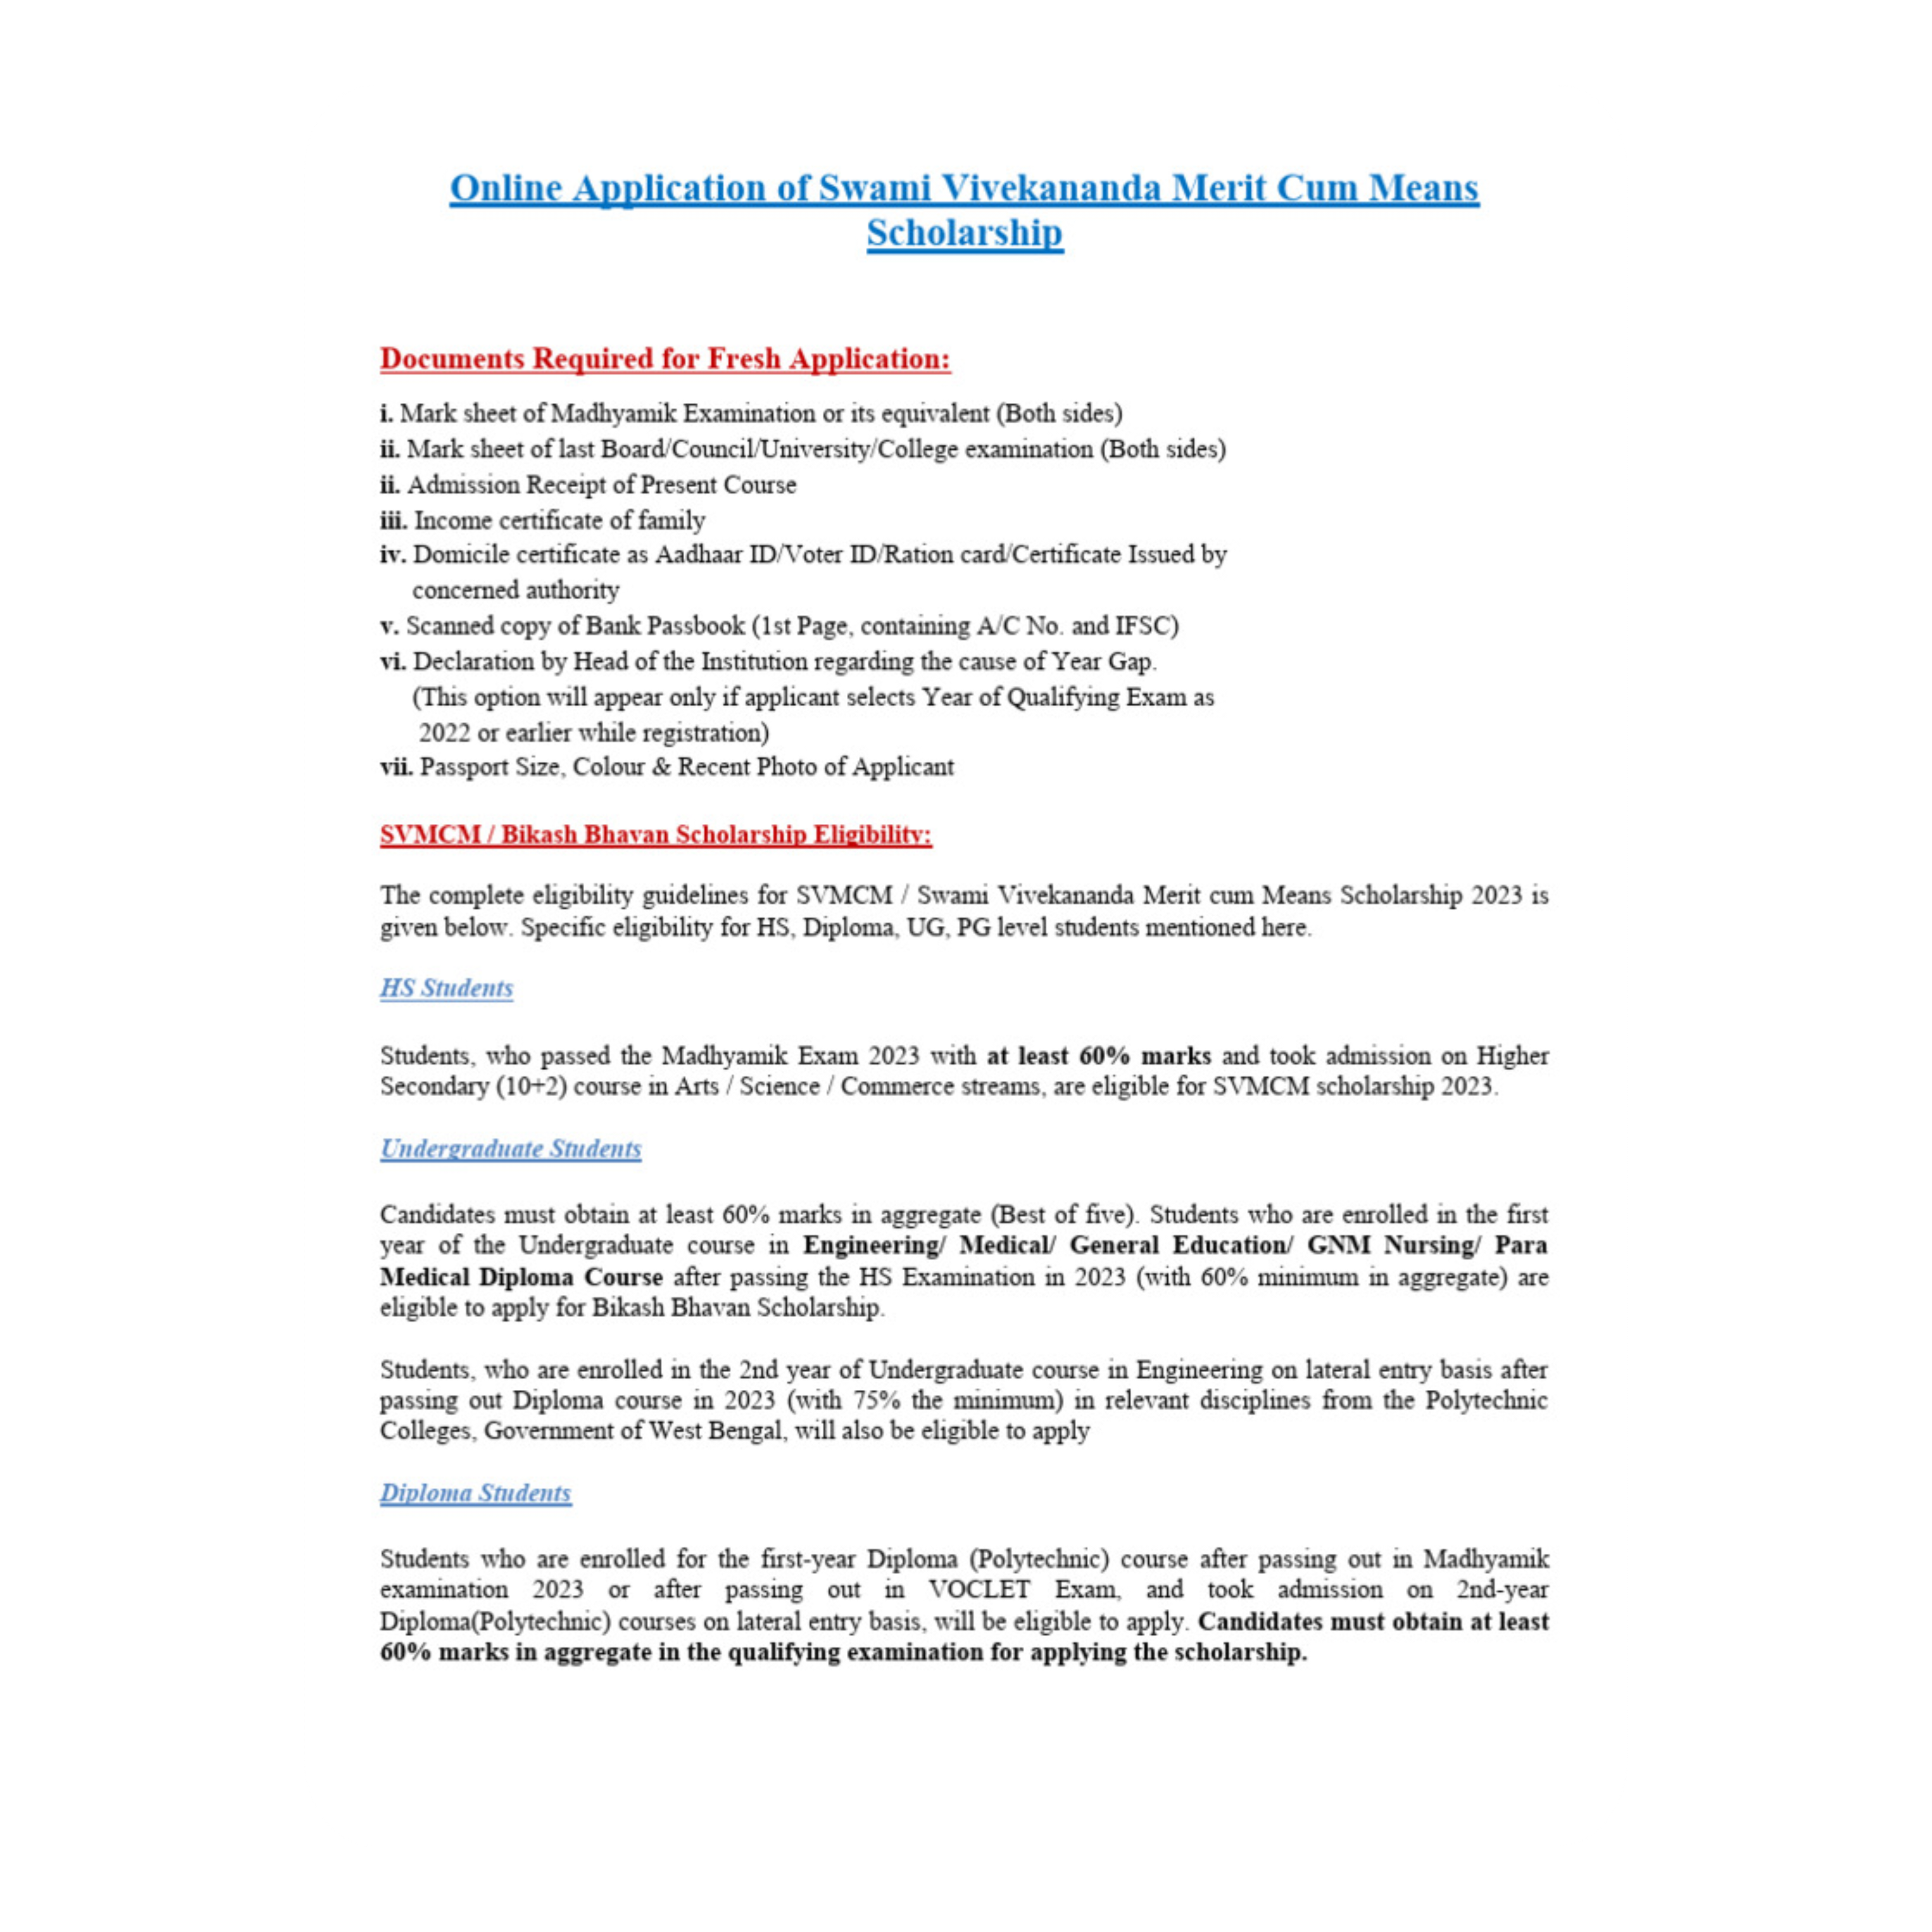 Online Application of Swami Vivekananda Merit Cum Means
Scholarship
Documents Required for Fresh Application:
i. Mark sheet of Madhyamik Examination or its equivalent (Both sides)
ii. Mark sheet of last Board/Council/University/College examination (Both sides)
ii. Admission Receipt of Present Course
iii. Income certificate of family
iv. Domicile certificate as Aadhaar ID/Voter ID/Ration card/Certificate Issued by
concerned authority
v. Scanned copy of Bank Passbook (1st Page, containing A/C No. and IFSC)
vi. Declaration by Head of the Institution regarding the cause of Year Gap.
(This option will appear only if applicant selects Year of Qualifying Exam as
2022 or earlier while registration)
vii. Passport Size, Colour & Recent Photo of Applicant
SVMCM / Bikash Bhavan Scholarship Eligibility:
The complete eligibility guidelines for SVMCM / Swami Vivekananda Merit cum Means Scholarship 2023 is
given below. Specific eligibility for HS, Diploma, UG, PG level students mentioned here.
HS Students
Students, who passed the Madhyamik Exam 2023 with at least 60% marks and took admission on Higher
Secondary (10+2) course in Arts / Science / Commerce streams, are eligible for SVMCM scholarship 2023.
Undergraduate Students
Candidates must obtain at least 60% marks in aggregate (Best of five). Students who are enrolled in the first
year of the Undergraduate course in Engineering/ Medical/ General Education/ GNM Nursing/ Para
Medical Diploma Course after passing the HS Examination in 2023 (with 60% minimum in aggregate) are
eligible to apply for Bikash Bhavan Scholarship.
Students, who are enrolled in the 2nd year of Undergraduate course in Engineering on lateral entry basis after
passing out Diploma course in 2023 (with 75% the minimum) in relevant disciplines from the Polytechnic
Colleges, Government of West Bengal, will also be eligible to apply
Diploma Students
Students who are enrolled for the first-year Diploma (Polytechnic) course after passing out in Madhyamik
examination 2023 or after passing out in VOCLET Exam, and took admission on 2nd-year
Diploma(Polytechnic) courses on lateral entry basis, will be eligible to apply. Candidates must obtain at least
60% marks in aggregate in the qualifying examination for applying the scholarship.